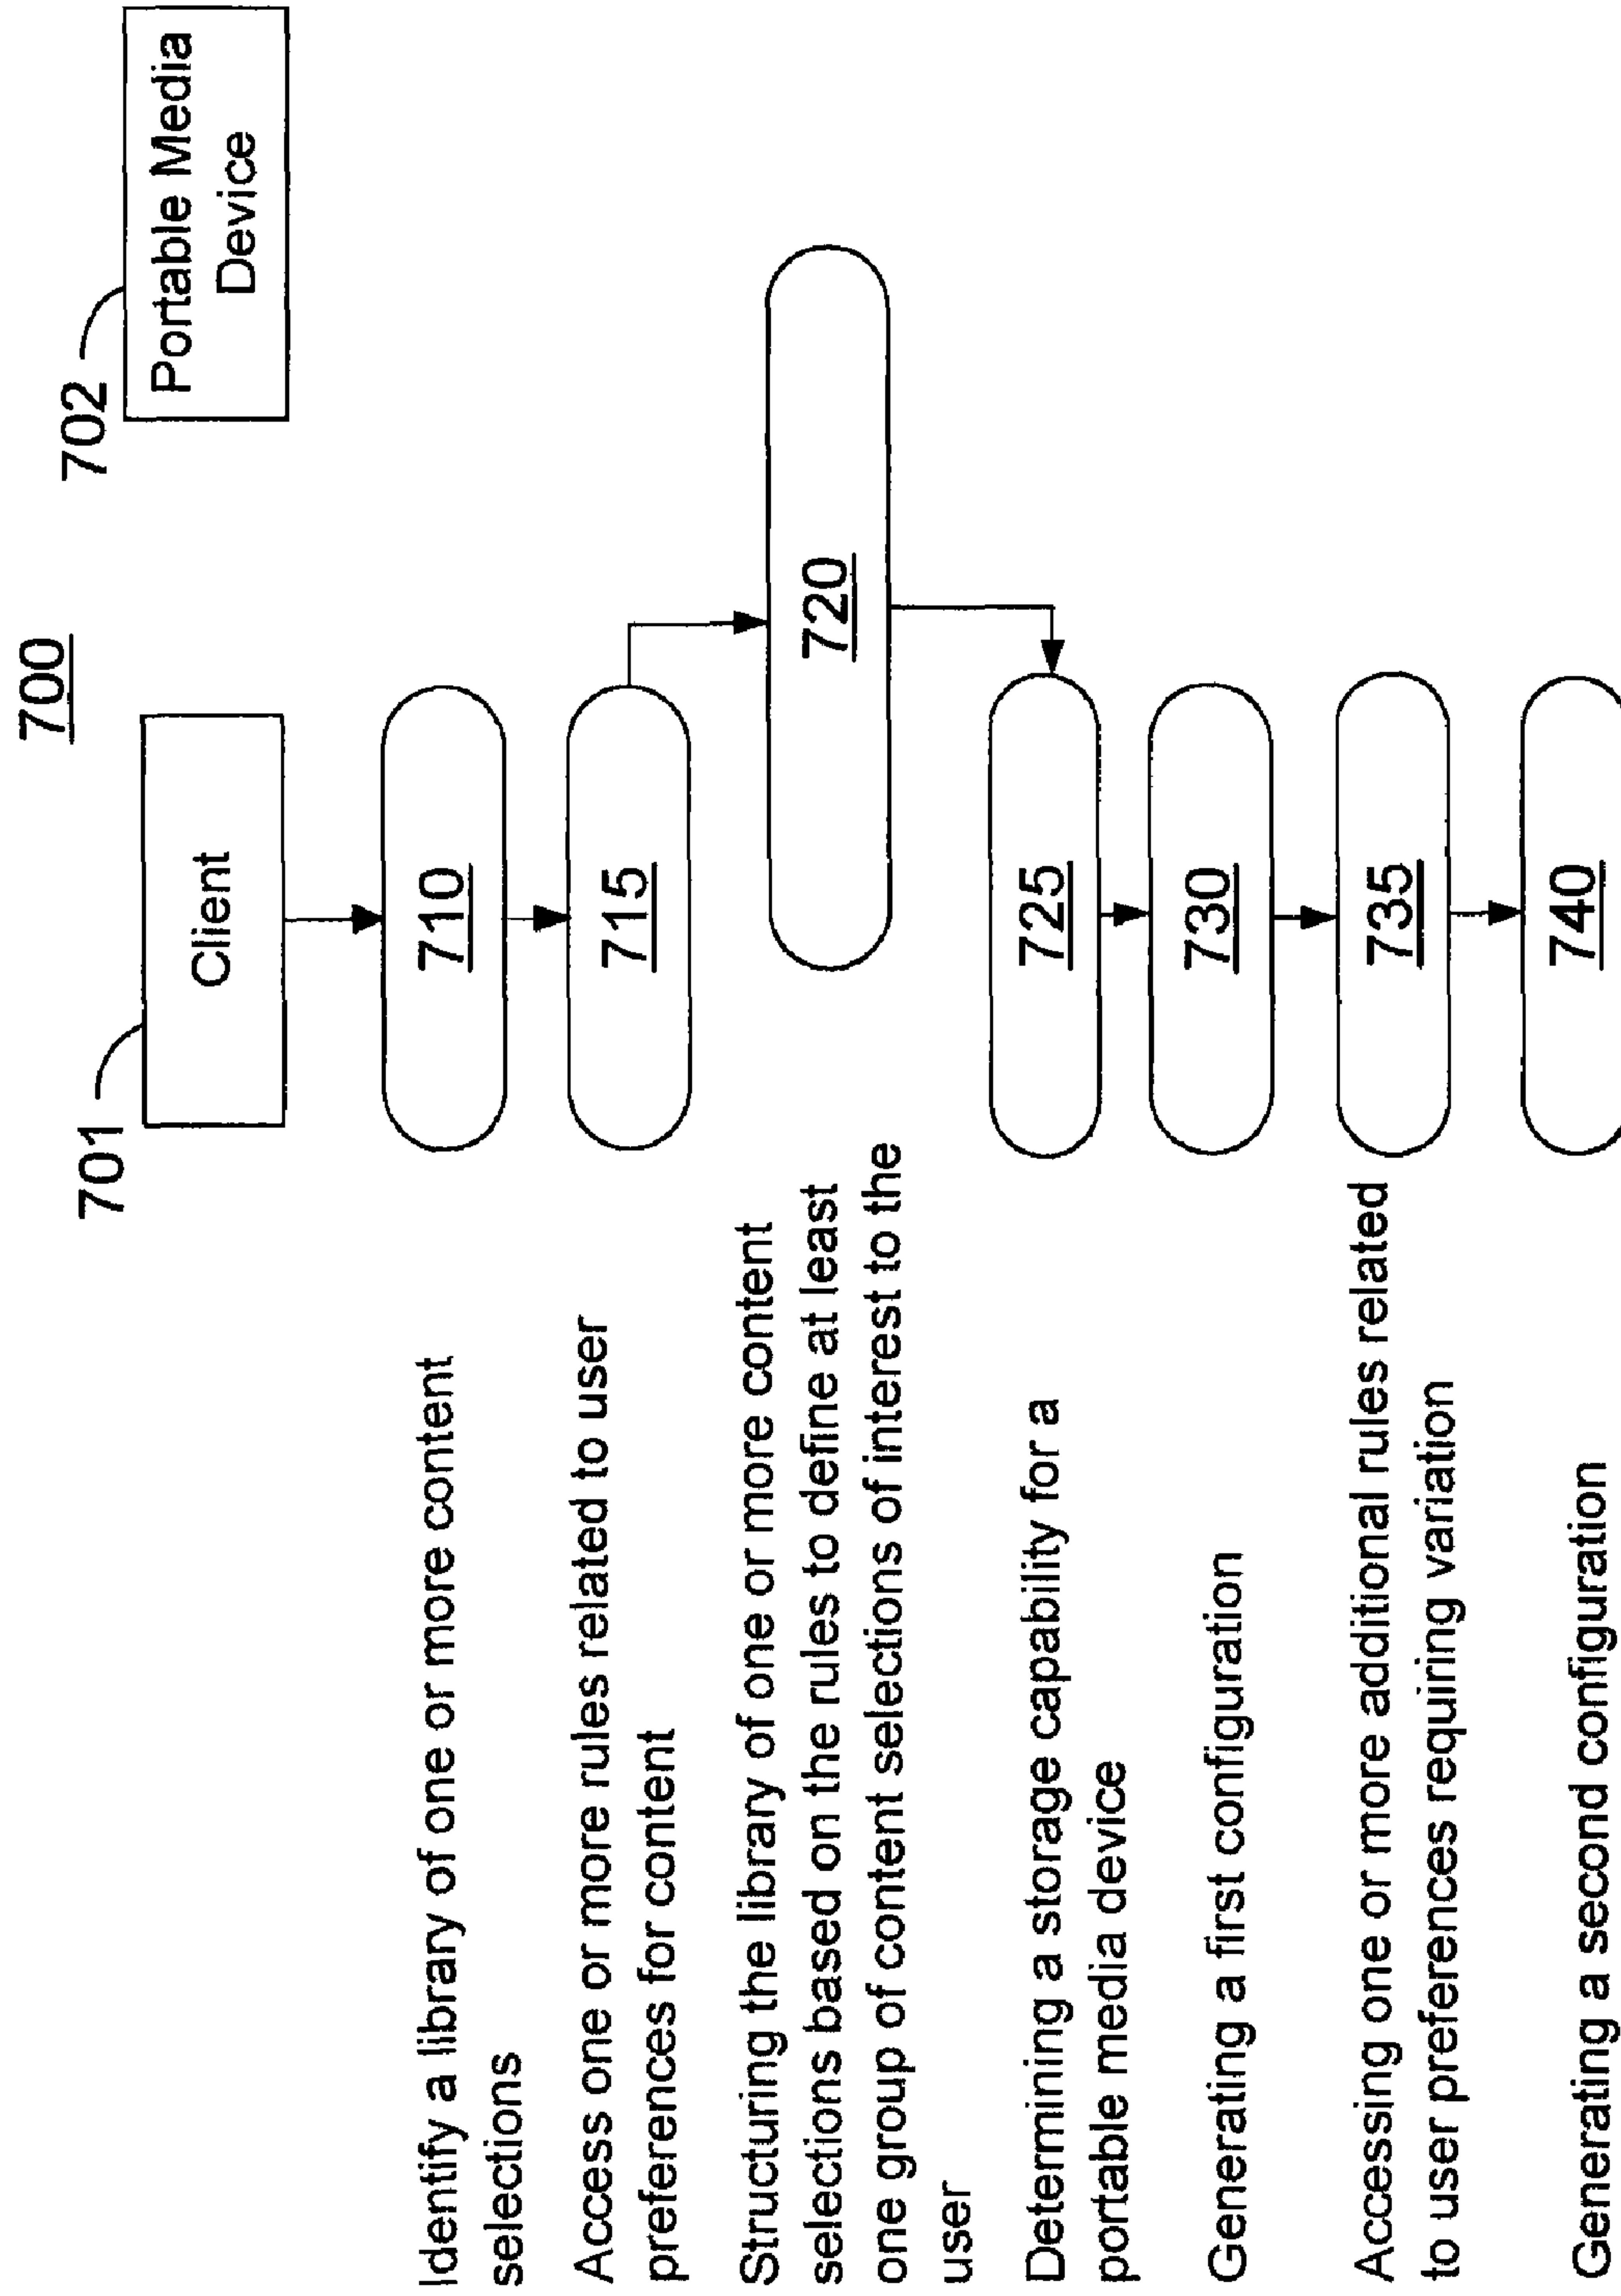 700
701
Client
702
Portable Media
Device
Identify a library of one or more content
selections
710
Access one or more rules related to user
preferences for content
715
Structuring the library of one or more content
selections based on the rules to define at least
one group of content selections of interest to the
user
720
Determining a storage capability for a
portable media device
725
Generating a first configuration
730
Accessing one or more additional rules related
to user preferences requiring variation
735
Generating a second configuration
740